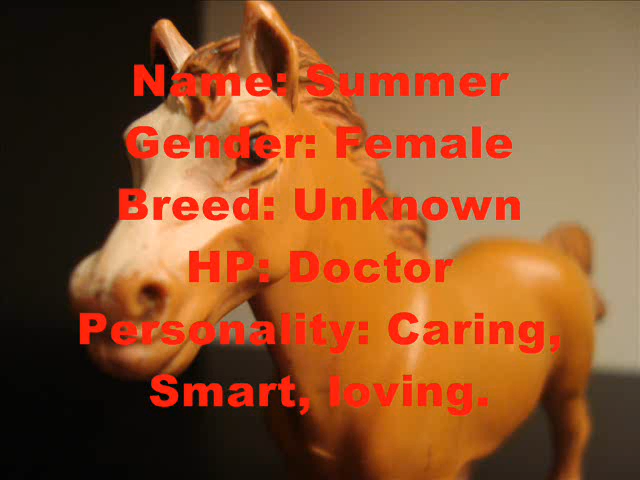 Name: Summer
Gender: Female
Breed: Unknown
HP: Doctor
Personality: Caring,
Smart, loving.